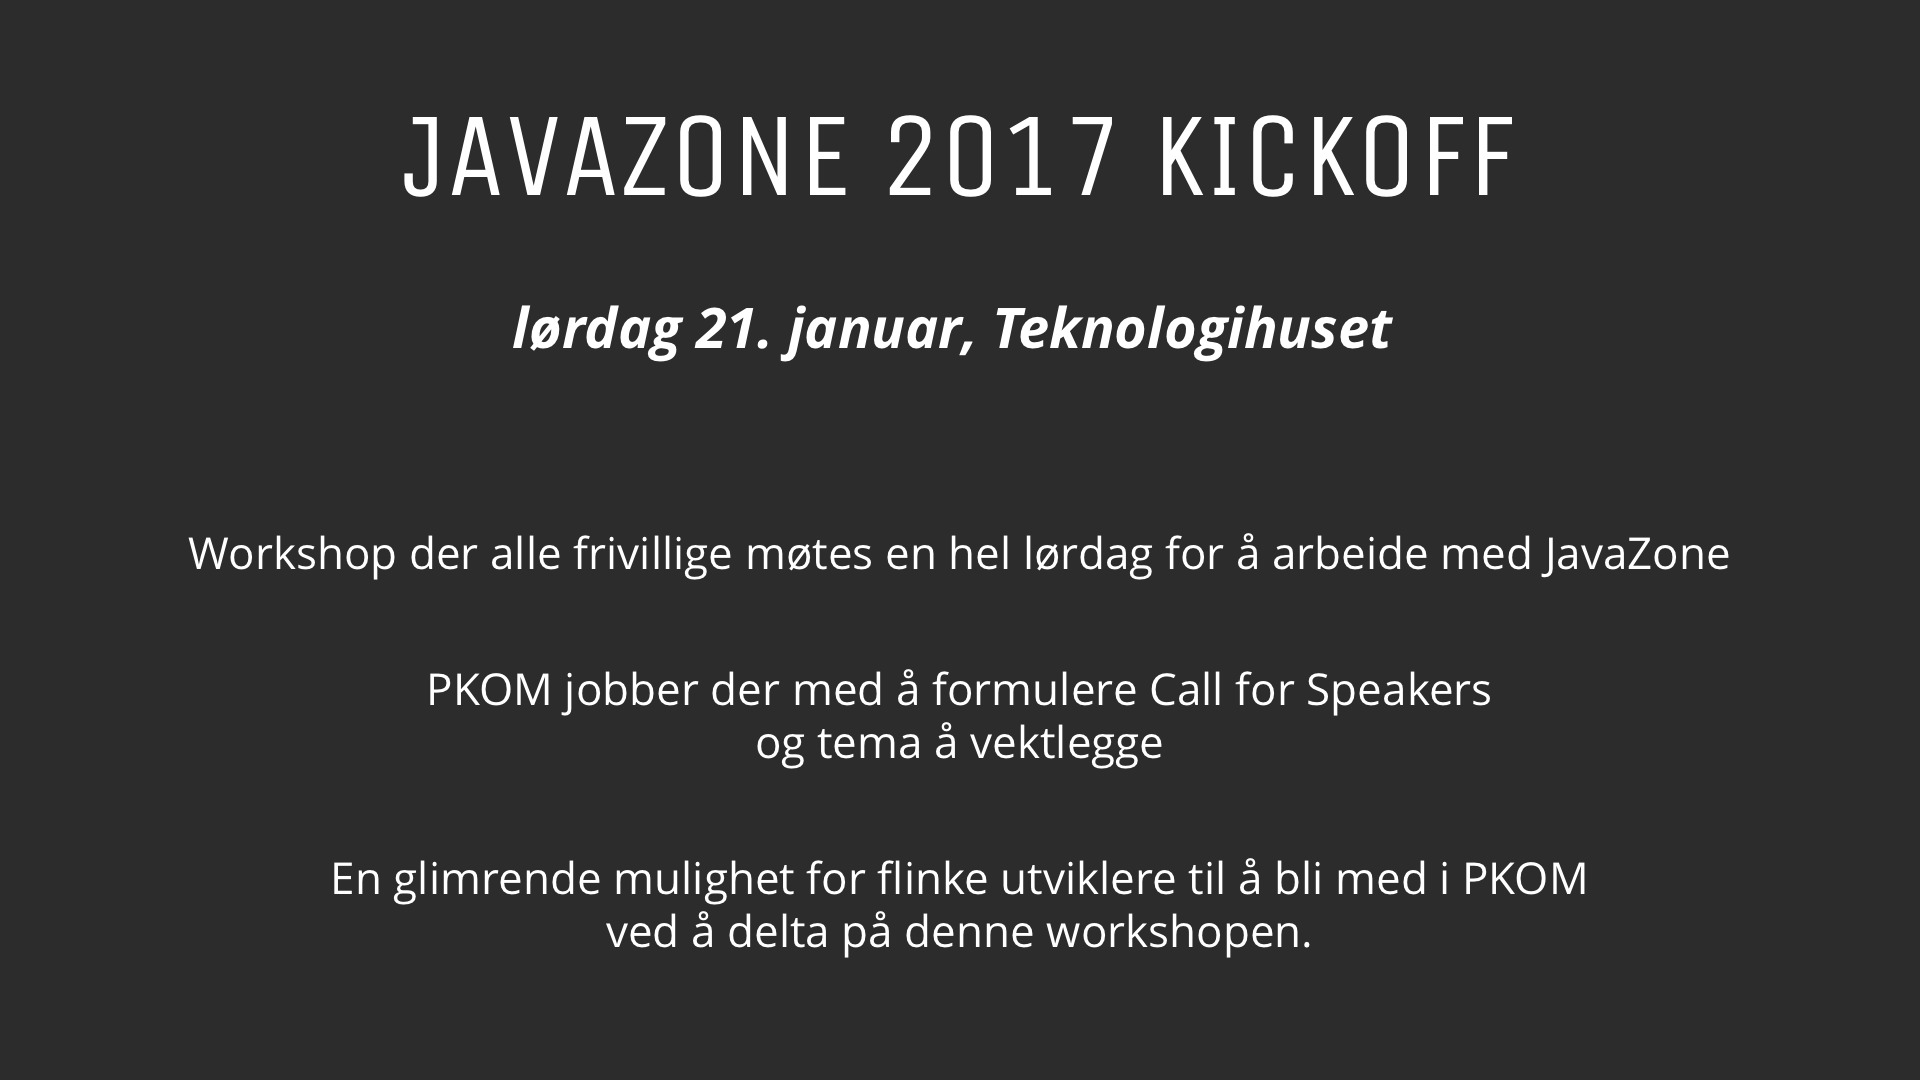 JAVAZONE 2017 KICKOFF
lørdag 21. januar, Teknologihuset
Workshop der alle frivillige møtes en hel lørdag for å arbeide med JavaZone
PKOM jobber der med å formulere Call for Speakers
og tema å vektlegge
En glimrende mulighet for flinke utviklere til å bli med i PKOM
ved å delta på denne workshopen.